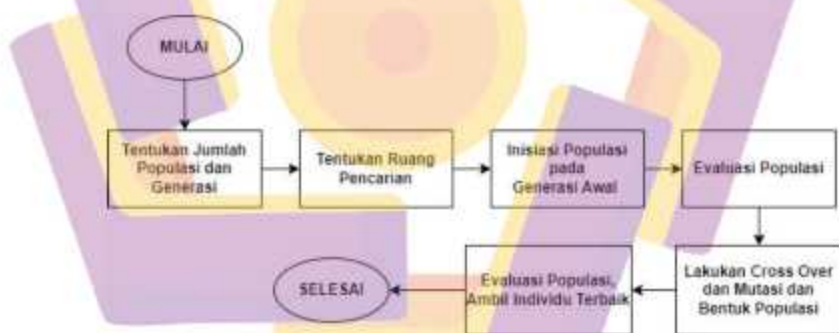 MULAI
Tentukan Jumlah
Populasi dan
Generasi
Tentukan Ruang
Pencarian
Inisiasi Populasi
pada
Generasi Awal
Evaluasi Populasi
Lakukan Cross Over
dan Mutasi dan
Bentuk Populasi
Evaluasi Populasi,
Ambil Individu Terbaik
SELESAI